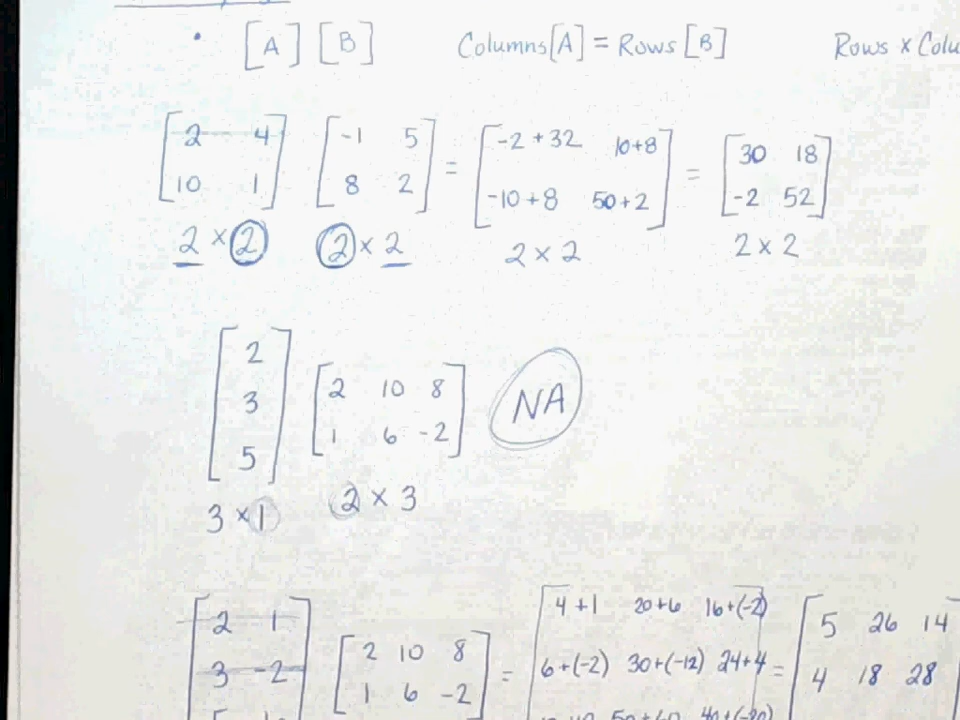 • [A] [B] Columns[A] = Rows [B] Rows x Colu
[2 4 [-1 5 = [-2+32 10+8 = [30 18
10 1] 8 2] -10+8 50+2] -2 52]
2 x 2 2 x 2 2 x 2 2 x 2
[2
3
5] [2 10 8
1 6 -2] NA
3 x 1 2 x 3
[2 1 [2 10 8 = [4+1 20+6 16+(-2) = [5 26 14
3 -2 1 6 -2] 6+(-2) 30+(-12) 24+4 4 18 28